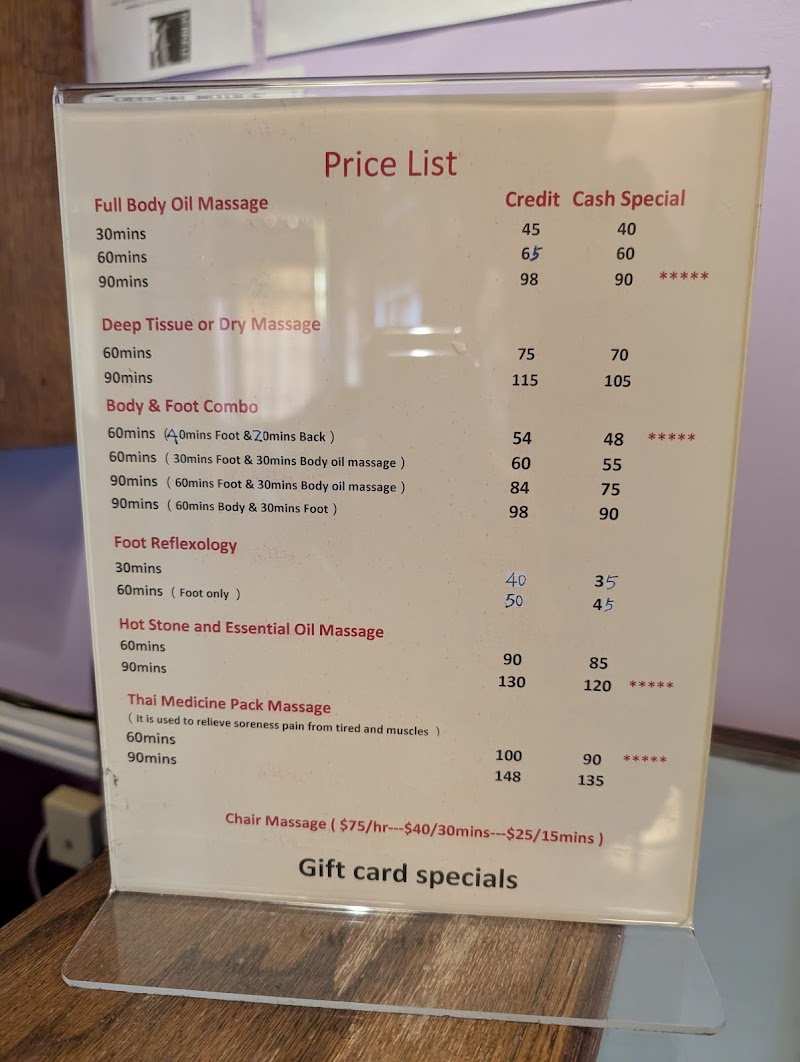 Price List
Full Body Oil Massage Credit Cash Special
30mins 45 40
60mins 65 60
90mins 98 90 *****
Deep Tissue or Dry Massage
60mins 75 70
90mins 115 105
Body & Foot Combo
60mins (40mins Foot &20mins Back ) 54 48 *****
60mins ( 30mins Foot & 30mins Body oil massage ) 60 55
90mins ( 60mins Foot & 30mins Body oil massage ) 84 75
90mins ( 60mins Body & 30mins Foot ) 98 90
Foot Reflexology
30mins 40 35
60mins ( Foot only ) 50 45
Hot Stone and Essential Oil Massage
60mins 90 85
90mins 130 120 *****
Thai Medicine Pack Massage
( It is used to relieve soreness pain from tired and muscles )
60mins 100 90 *****
90mins 148 135
Chair Massage ( $75/hr---$40/30mins---$25/15mins )
Gift card specials